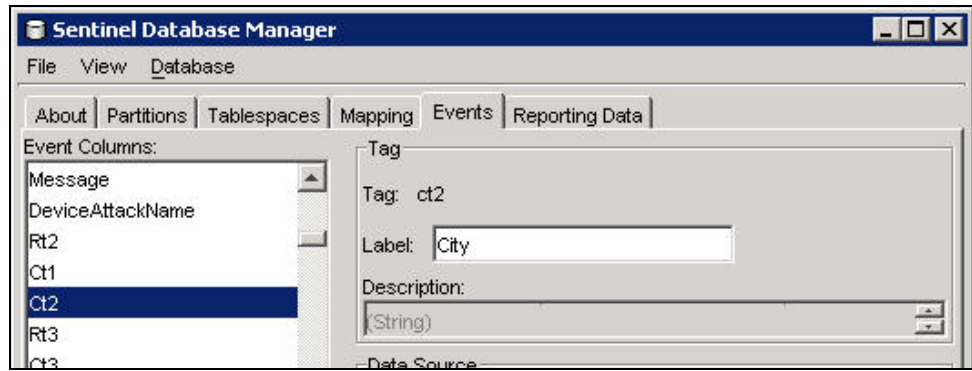 Sentinel Database Manager
File View Database
About Partitions Tablespaces Mapping Events Reporting Data
Event Columns:
Message
DeviceAttackName
Rt2
Ct1
Ct2
Rt3
Ct3
Tag
Tag: ct2
Label: City
Description:
(String)
Data Source